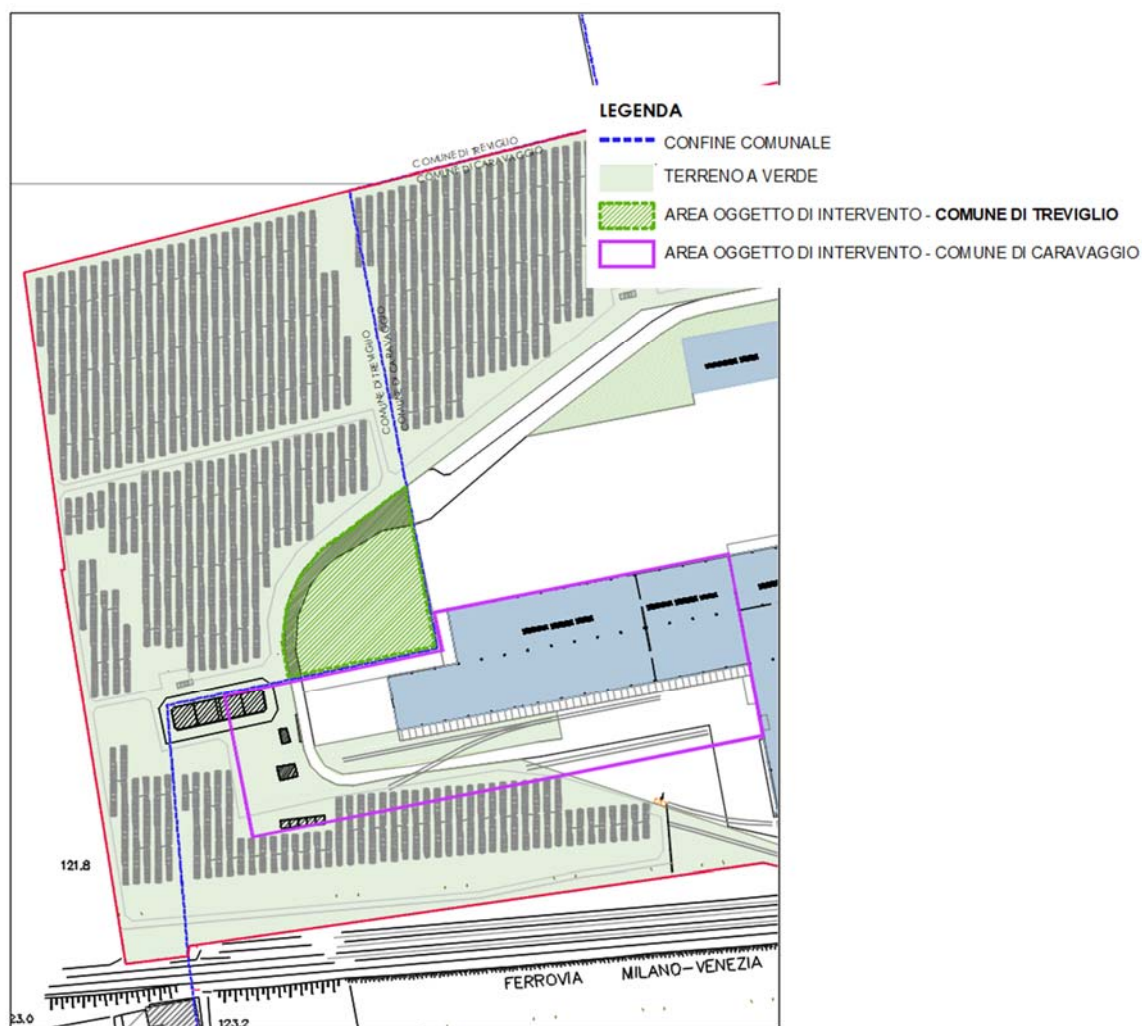 LEGENDA
CONFINE COMUNALE
TERRENO A VERDE
AREA OGGETTO DI INTERVENTO - COMUNE DI TREVIGLIO
AREA OGGETTO DI INTERVENTO - COMUNE DI CARAVAGGIO
COMUNE DI TREVIGLIO
COMUNE DI CARAVAGGIO
COMUNE DI TREVIGLIO
COMUNE DI CARAVAGGIO
121.8
FERROVIA MILANO-VENEZIA
23.0
123.2